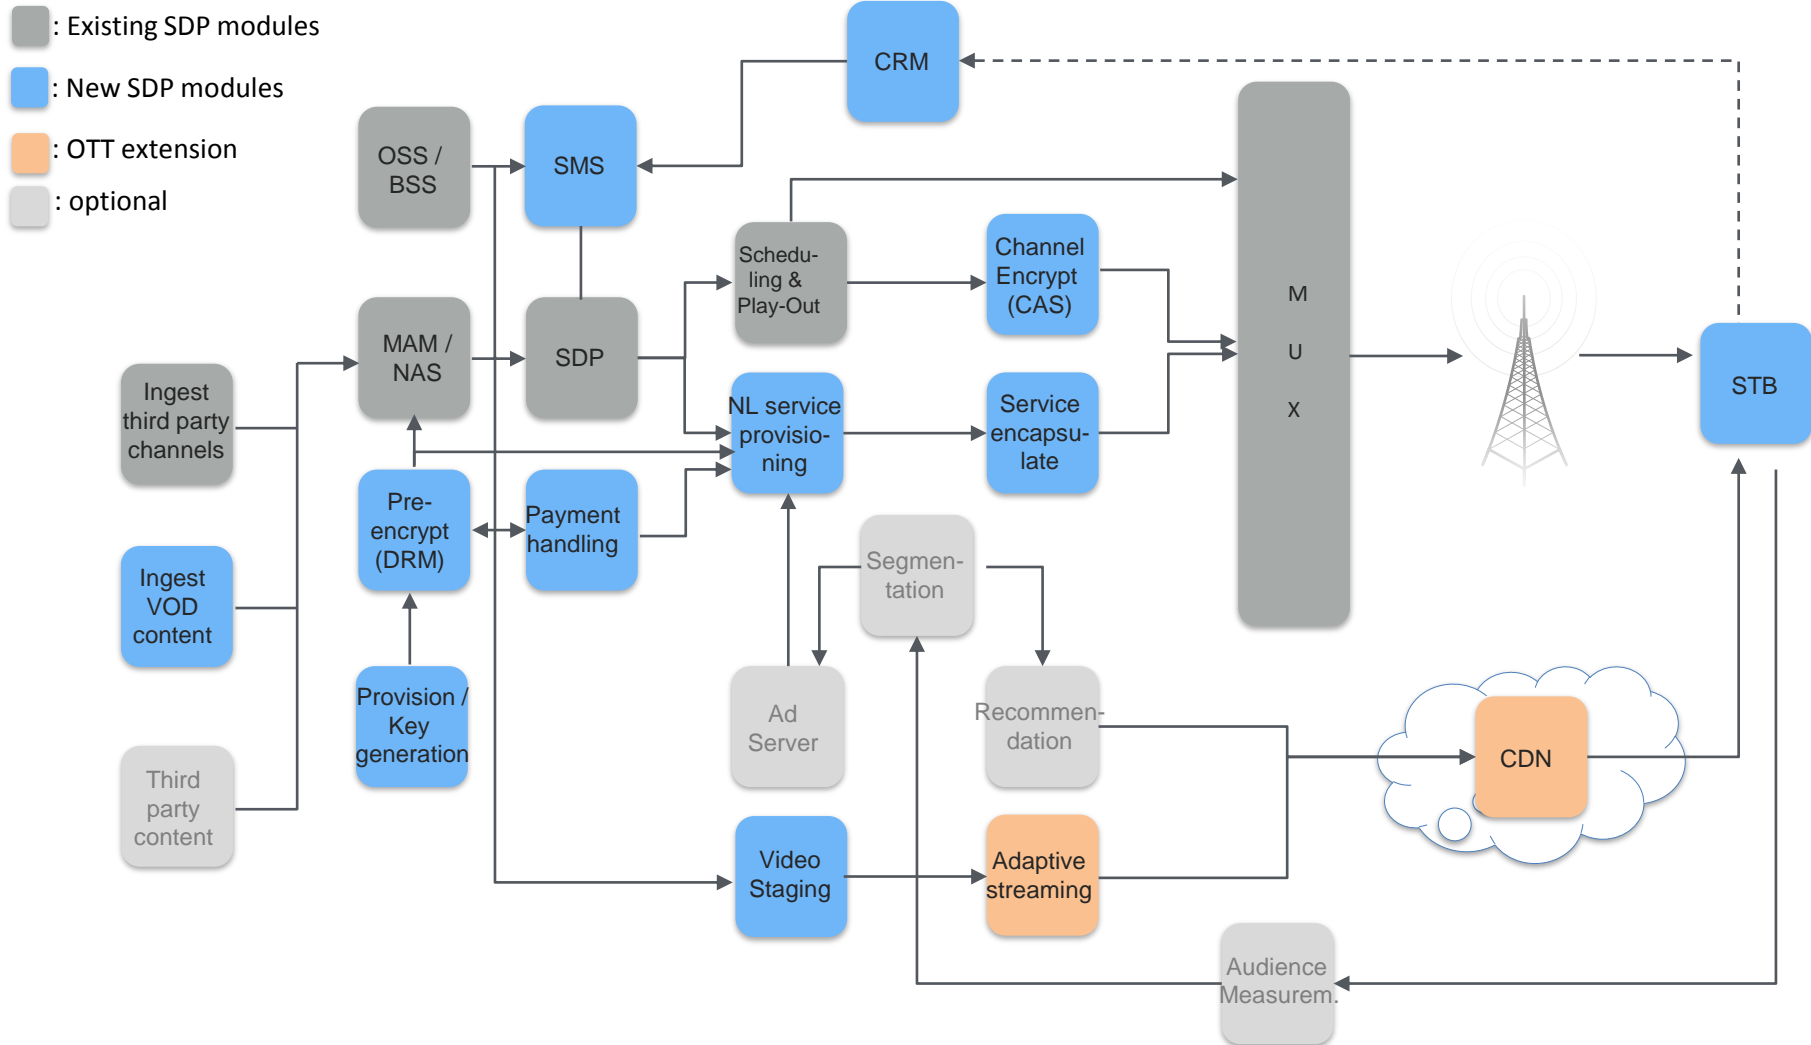 : Existing SDP modules
: New SDP modules
: OTT extension
: optional
CRM
OSS /
BSS
SMS
Schedu-
ling &
Play-Out
Channel
Encrypt
(CAS)
M
U
X
MAM /
NAS
SDP
STB
Ingest
third party
channels
NL service
provisio-
ning
Service
encapsu-
late
Pre-
encrypt
(DRM)
Payment
handling
Ingest
VOD
content
Segmen-
tation
Provision /
Key
generation
Ad
Server
Recommen-
dation
CDN
Third
party
content
Video
Staging
Adaptive
streaming
Audience
Measurem.